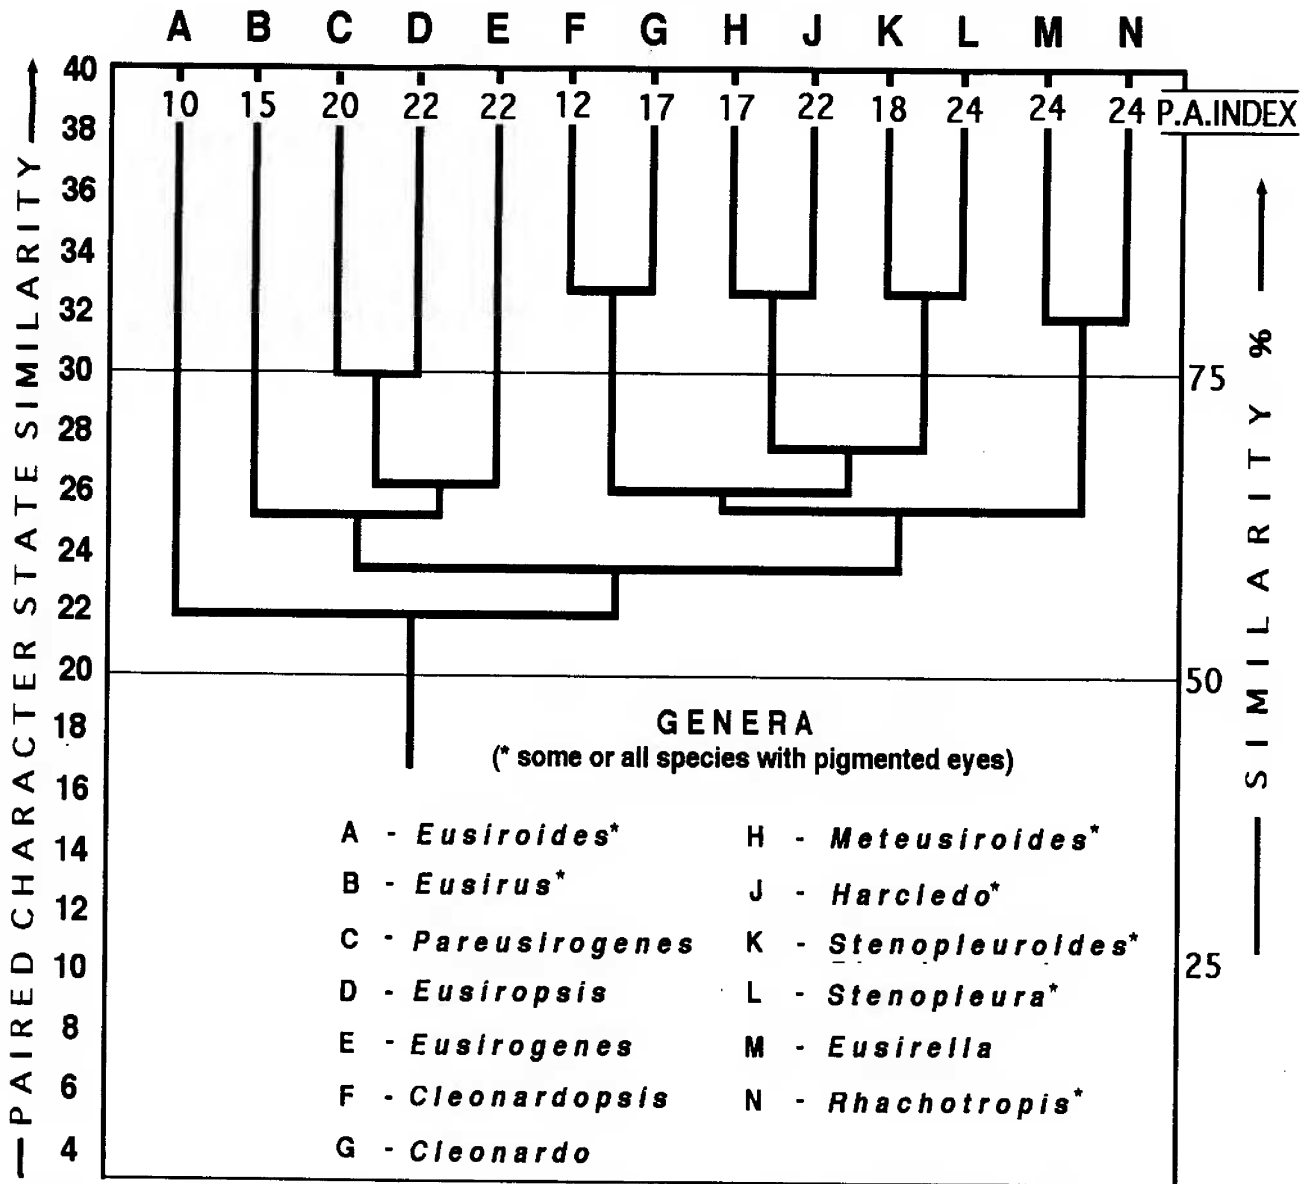 A B C D E F G H J K L M N
10 15 20 22 22 12 17 17 22 18 24 24 24 P.A.INDEX
40
38
36
34
32
30
28
26
24
22
20
18
16
14
12
10
8
6
4
PAIRED CHARACTER STATE SIMILARITY
75
50
25
SIMILARITY %
GENERA
(* some or all species with pigmented eyes)
A - Eusiroides*
B - Eusirus*
C - Pareusirogenes
D - Eusiropsis
E - Eusirogenes
F - Cleonardopsis
G - Cleonardo
H - Meteusiroides*
J - Harcledo*
K - Stenopleuroides*
L - Stenopleura*
M - Eusirella
N - Rhachotropis*